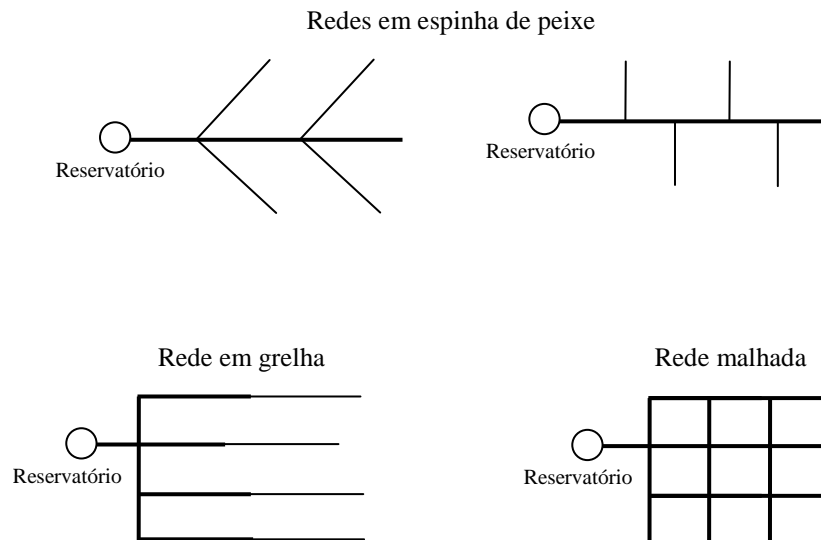 Redes em espinha de peixe
Reservatório
Reservatório
Rede em grelha
Rede malhada
Reservatório
Reservatório